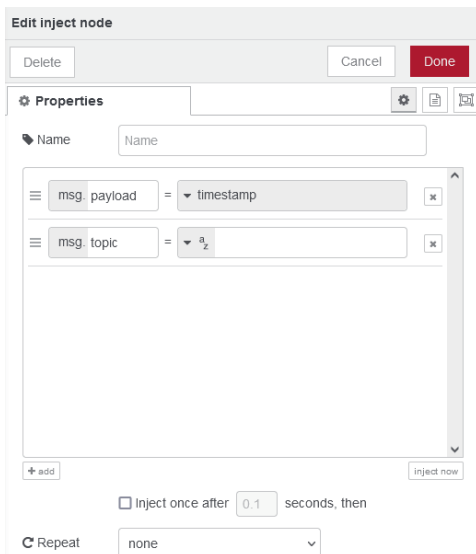 Edit inject node
Delete Cancel Done
Properties
Name Name
msg. payload = timestamp
msg. topic = a z
+ add inject now
Inject once after 0.1 seconds, then
Repeat none